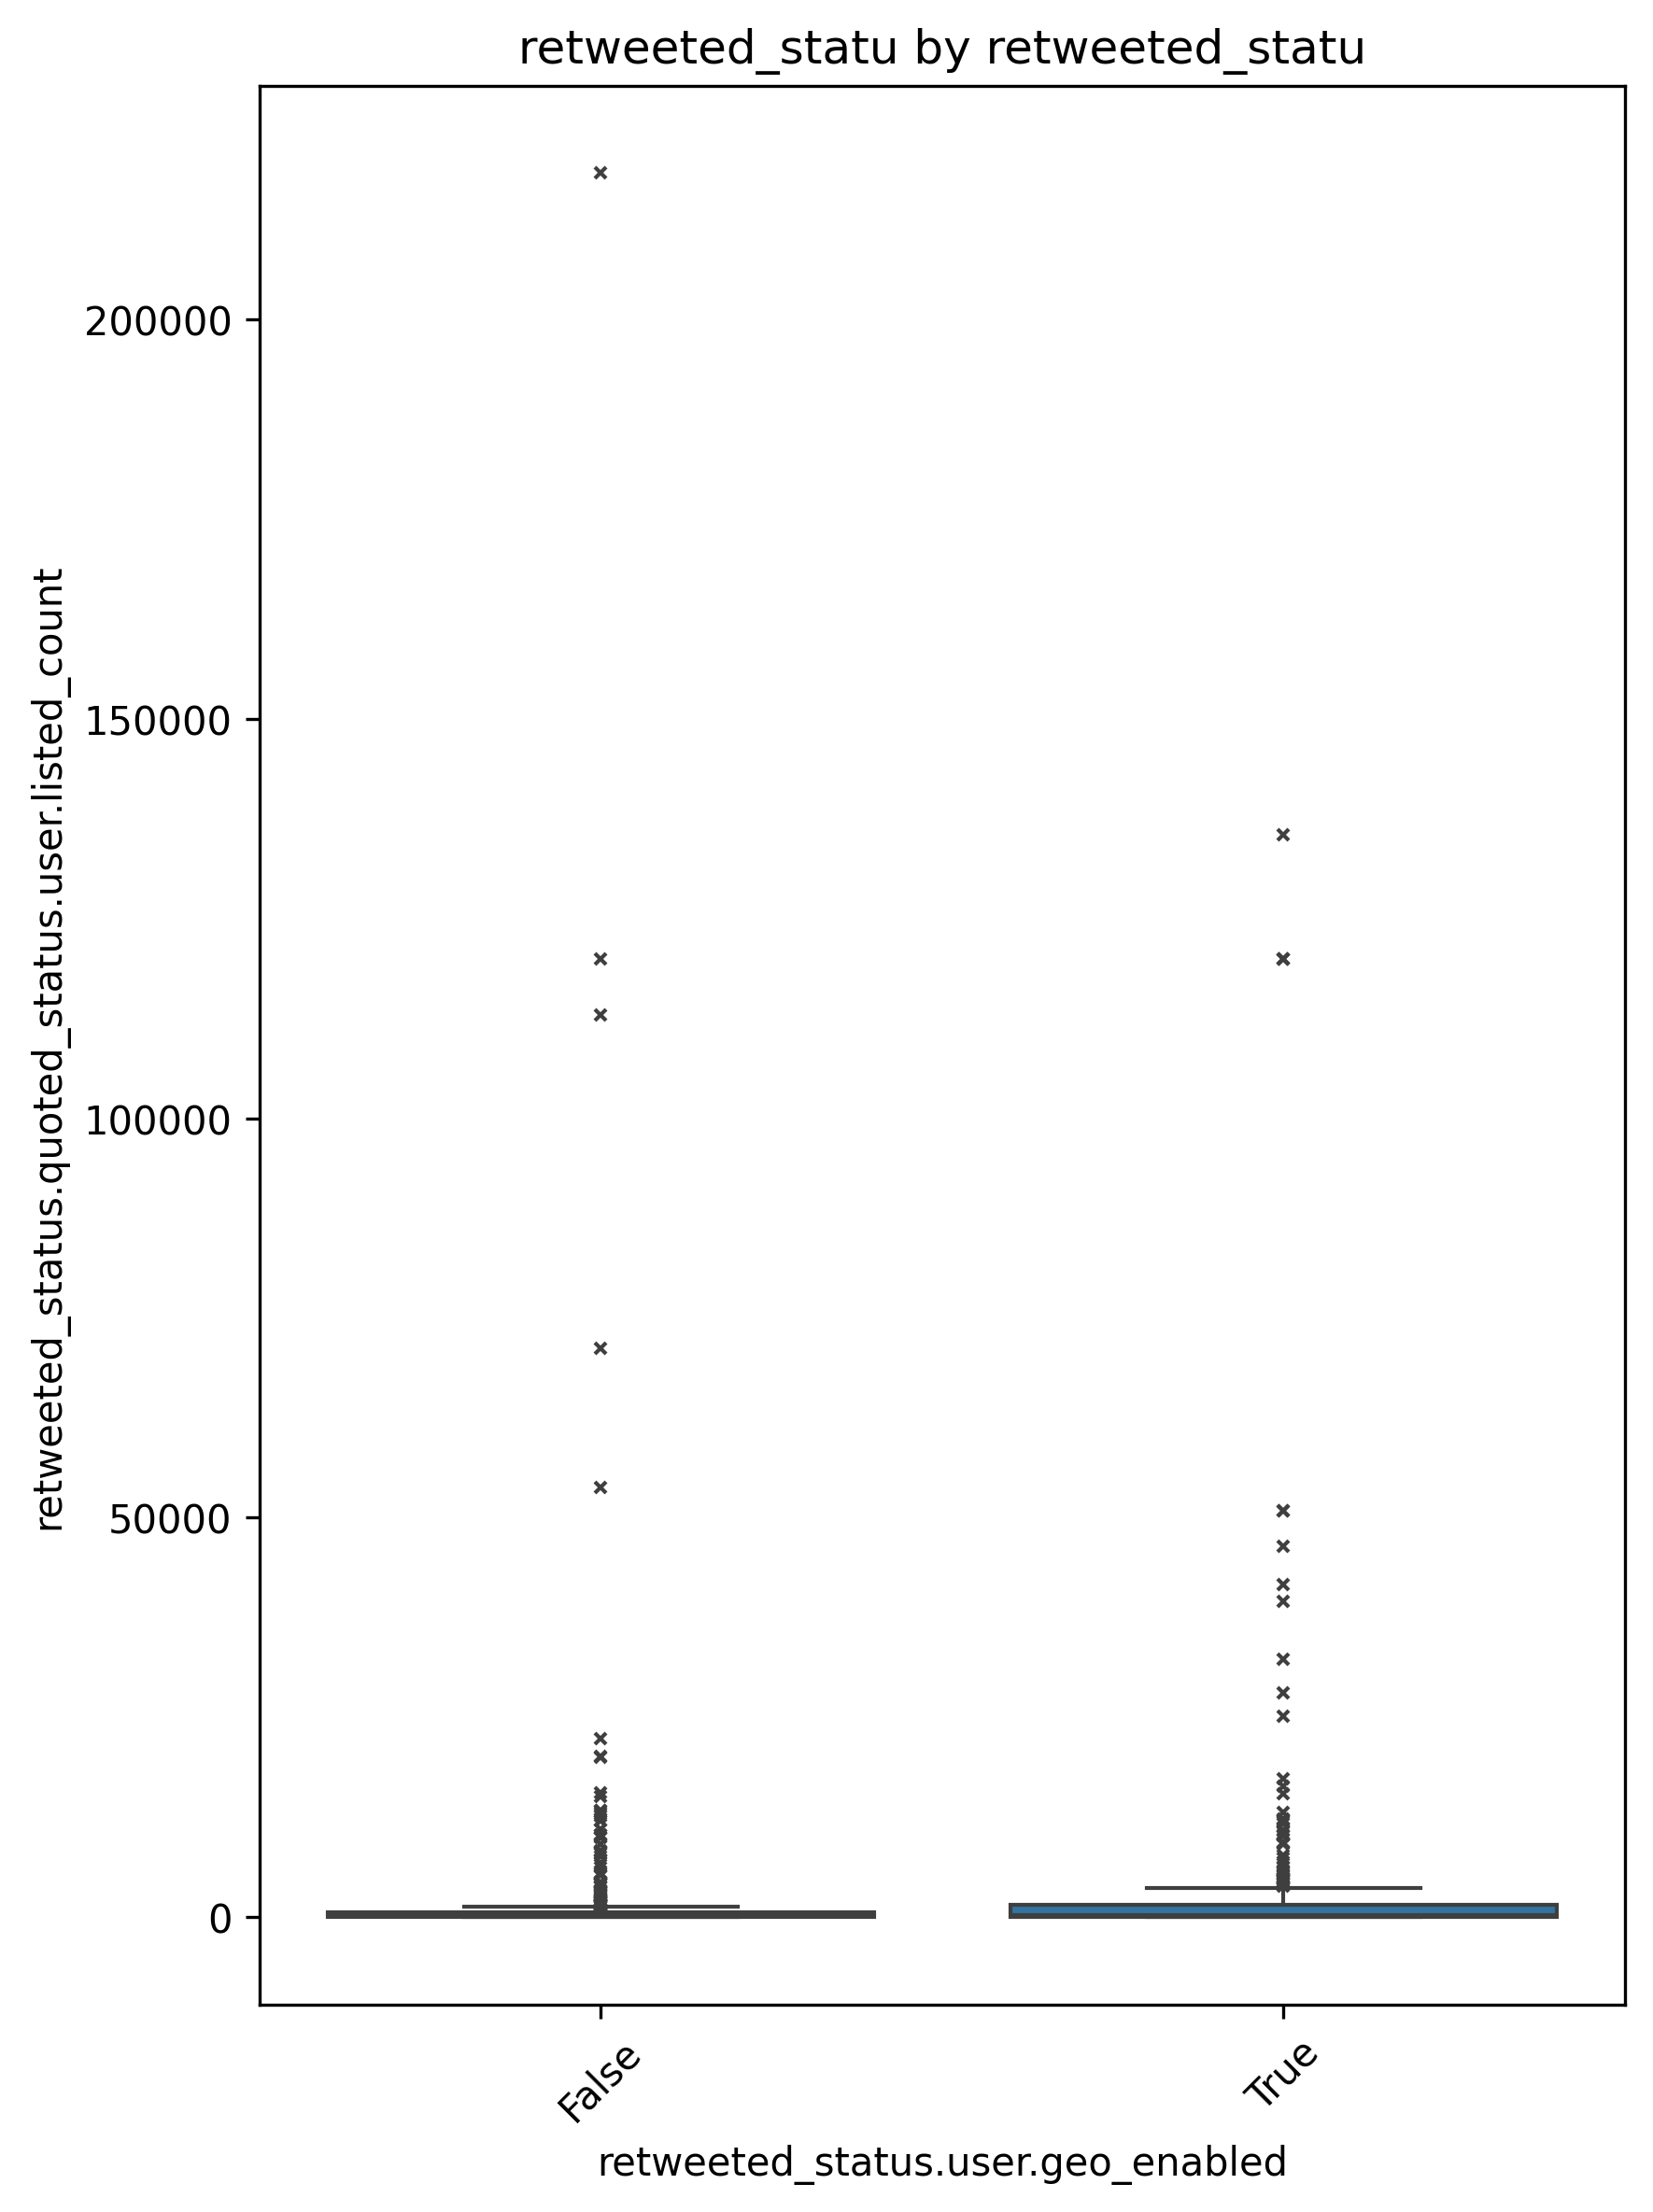 retweeted_statu by retweeted_statu
retweeted_status.quoted_status.user.listed_count
200000
150000
100000
50000
0
False
True
retweeted_status.user.geo_enabled